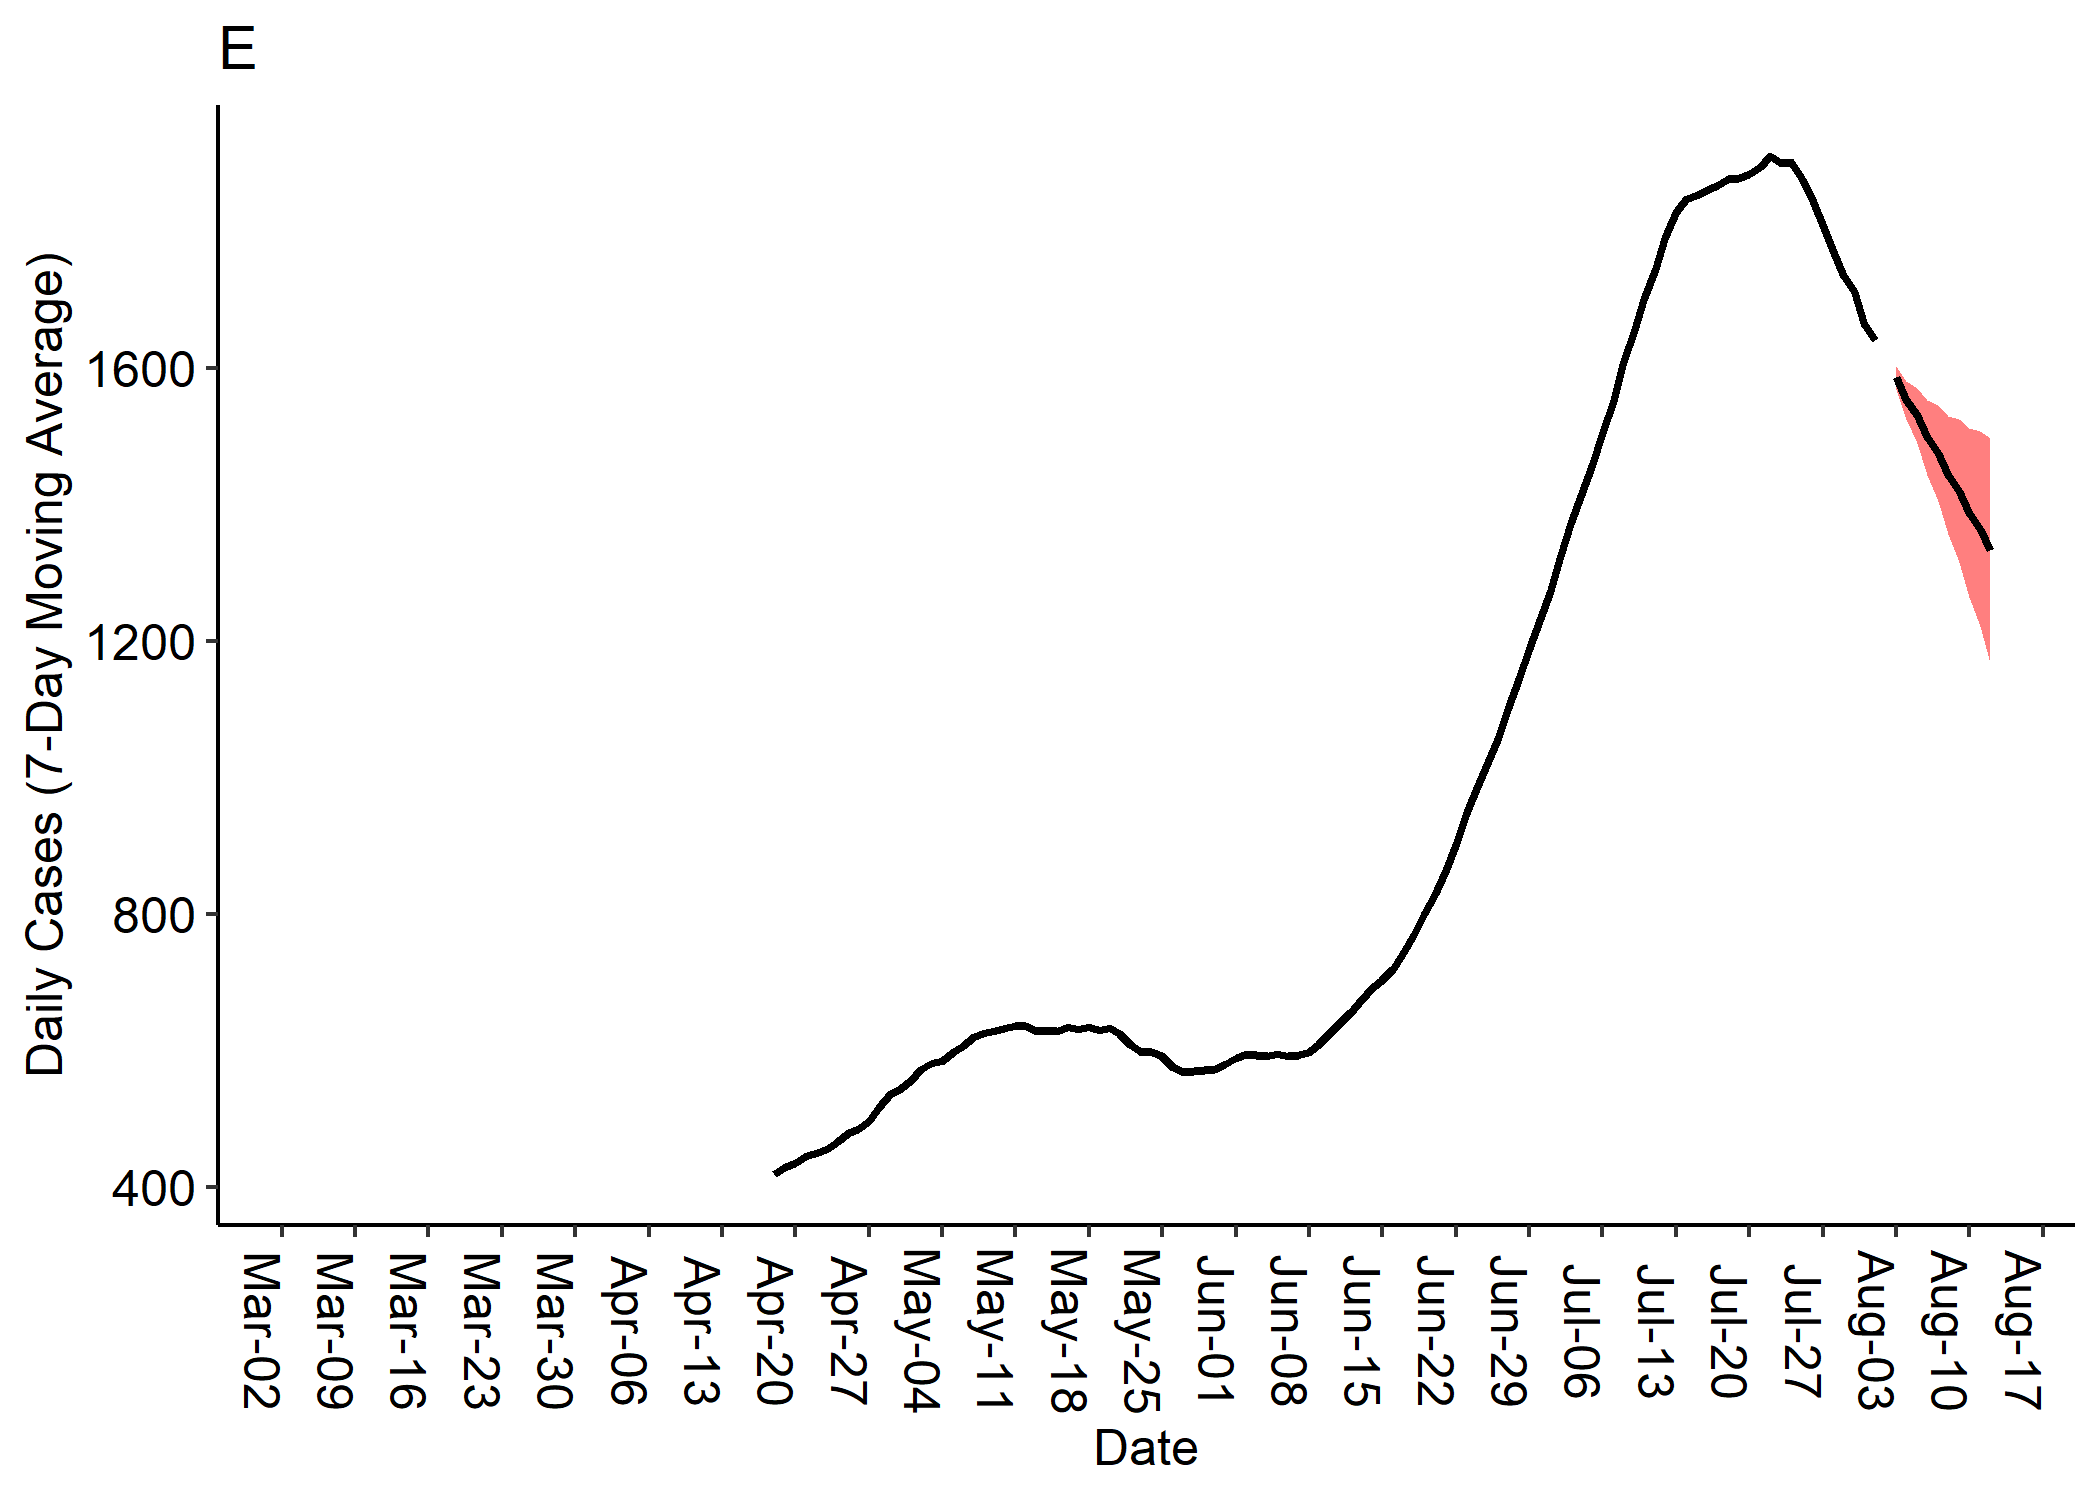 E
Daily Cases (7-Day Moving Average)
1600
1200
800
400
Mar-02
Mar-09
Mar-16
Mar-23
Mar-30
Apr-06
Apr-13
Apr-20
Apr-27
May-04
May-11
May-18
May-25
Jun-01
Jun-08
Jun-15
Jun-22
Jun-29
Jul-06
Jul-13
Jul-20
Jul-27
Aug-03
Aug-10
Aug-17
Date